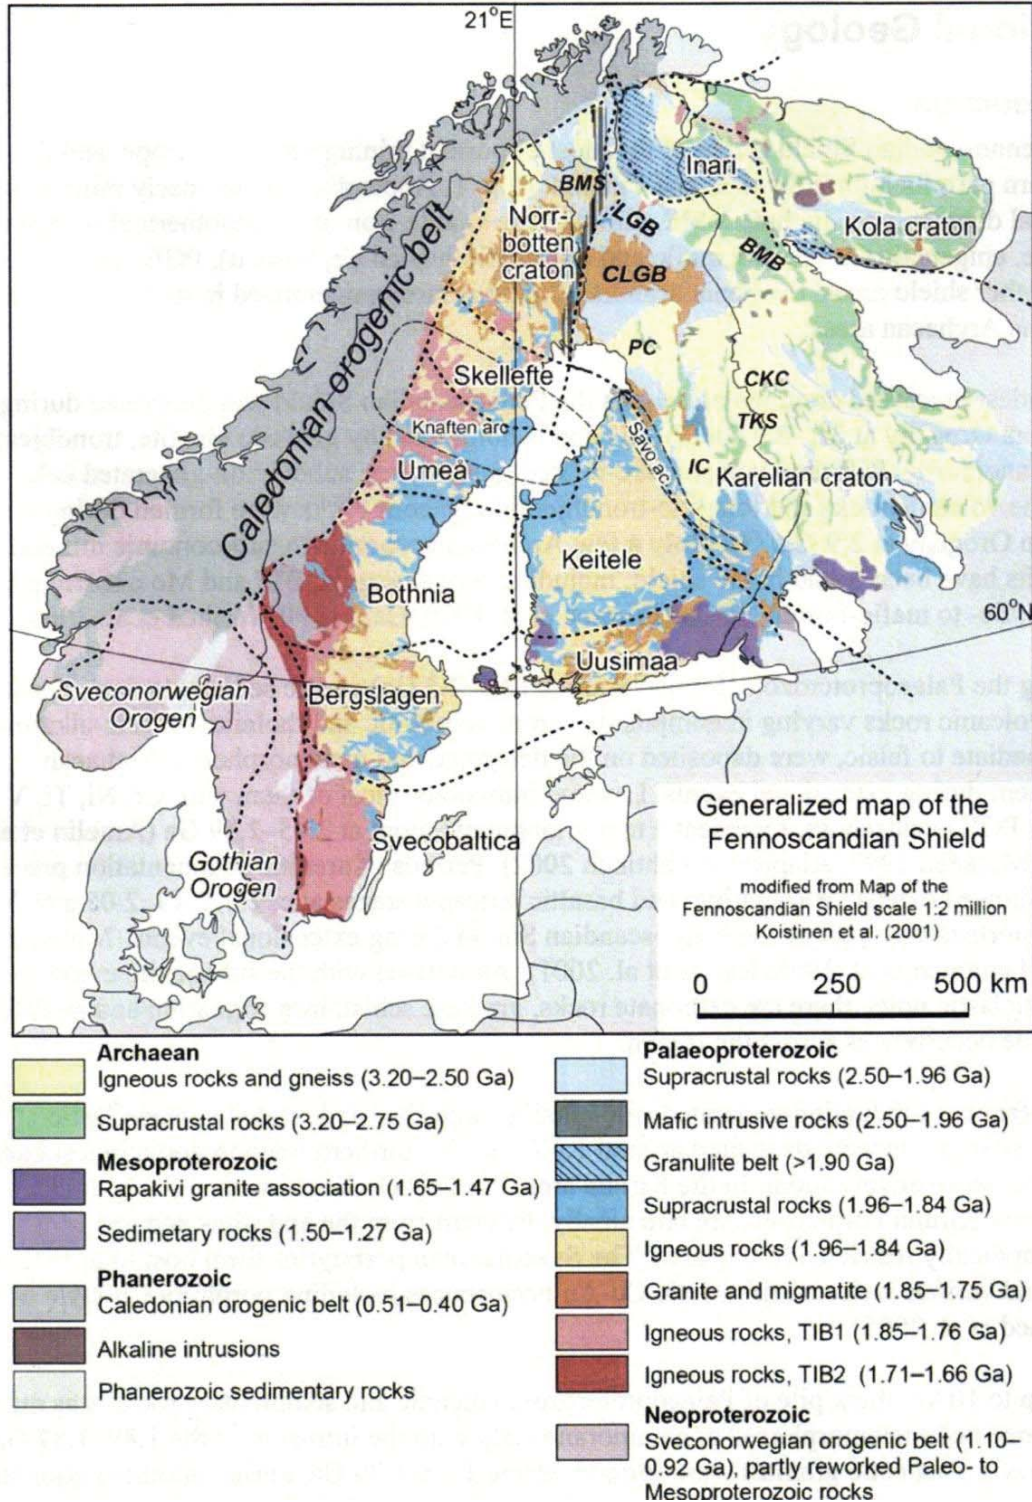 21°E
Inari
BMS
LGB
Norr-
botten
craton
Kola craton
BMB
CLGB
Caledonian orogenic belt
PC
Skellefte
CKC
Knaften arc
TKS
Savo arc
Umeå
IC
Karelian craton
Keitele
Bothnia
60°N
Uusimaa
Sveconorwegian
Orogen
Bergslagen
Generalized map of the
Fennoscandian Shield
Svecobaltica
Gothian
Orogen
modified from Map of the
Fennoscandian Shield scale 1:2 million
Koistinen et al. (2001)
0 250 500 km
Archaean
Igneous rocks and gneiss (3.20–2.50 Ga)
Supracrustal rocks (3.20–2.75 Ga)
Mesoproterozoic
Rapakivi granite association (1.65–1.47 Ga)
Sedimetary rocks (1.50–1.27 Ga)
Phanerozoic
Caledonian orogenic belt (0.51–0.40 Ga)
Alkaline intrusions
Phanerozoic sedimentary rocks
Palaeoproterozoic
Supracrustal rocks (2.50–1.96 Ga)
Mafic intrusive rocks (2.50–1.96 Ga)
Granulite belt (>1.90 Ga)
Supracrustal rocks (1.96–1.84 Ga)
Igneous rocks (1.96–1.84 Ga)
Granite and migmatite (1.85–1.75 Ga)
Igneous rocks, TIB1 (1.85–1.76 Ga)
Igneous rocks, TIB2 (1.71–1.66 Ga)
Neoproterozoic
Sveconorwegian orogenic belt (1.10–
0.92 Ga), partly reworked Paleo- to
Mesoproterozoic rocks